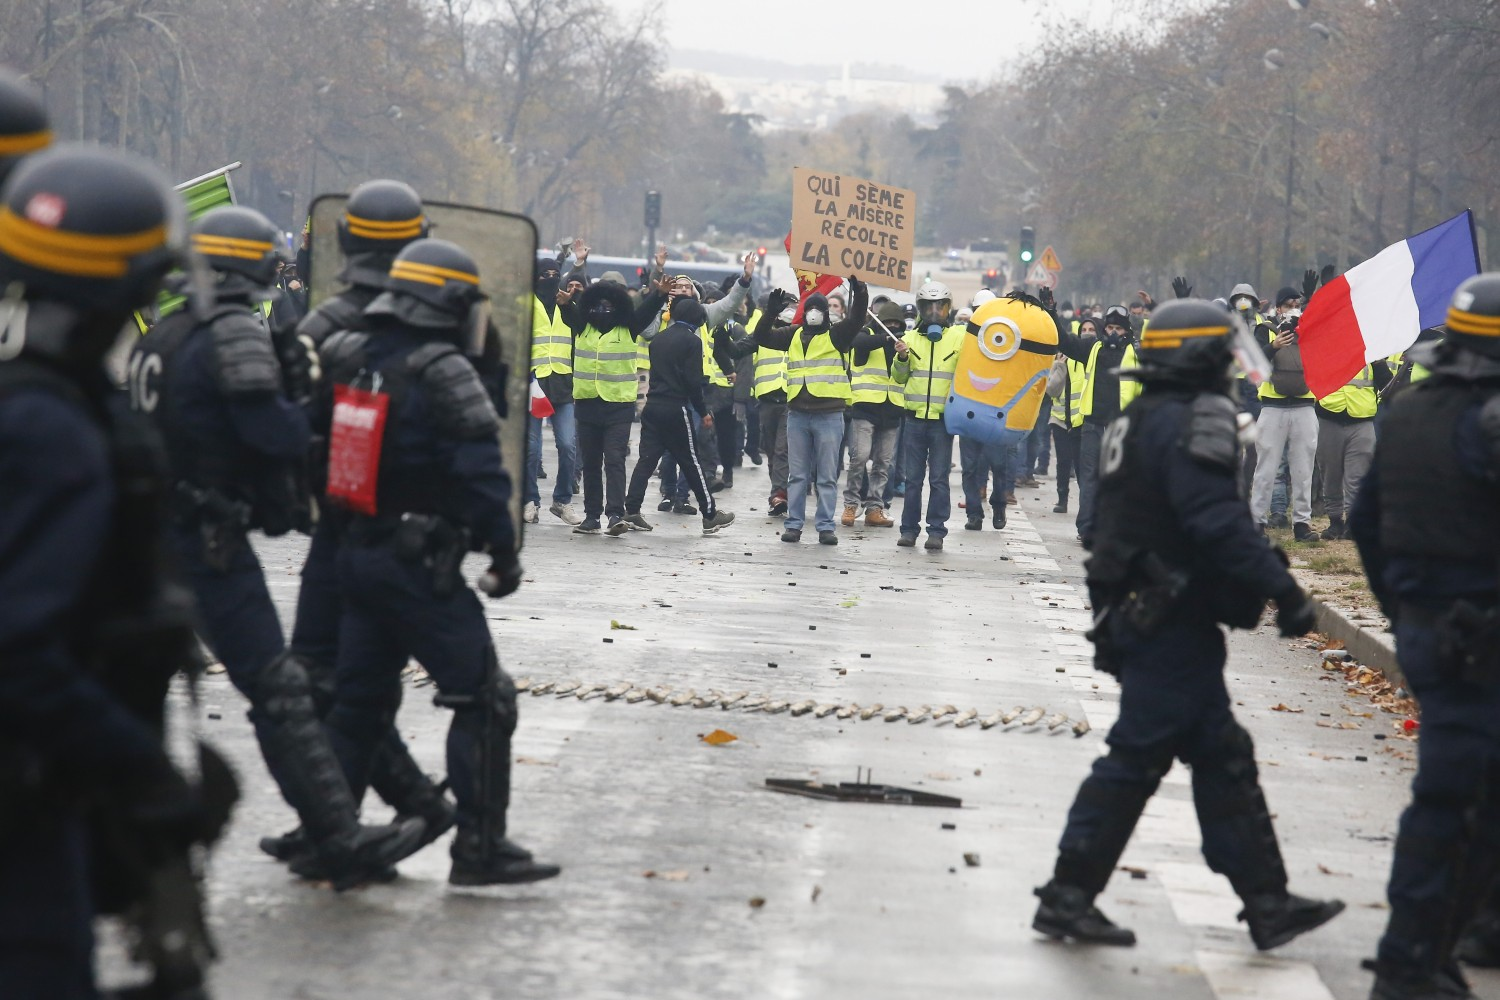 QUI SÈME
LA MISÈRE
RÉCOLTE
LA COLÈRE